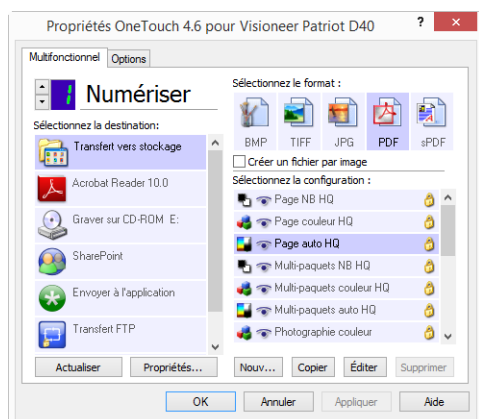 Propriétés OneTouch 4.6 pour Visioneer Patriot D40 ? ×
Multifonctionnel Options
1 Numériser
Sélectionnez la destination:
Transfert vers stockage
Acrobat Reader 10.0
Graver sur CD-ROM E:
SharePoint
Envoyer à l'application
Transfert FTP
Actualiser Propriétés...
Sélectionnez le format :
BMP TIFF JPG PDF sPDF
Créer un fichier par image
Sélectionnez la configuration :
Page NB HQ
Page couleur HQ
Page auto HQ
Multi-paquets NB HQ
Multi-paquets couleur HQ
Multi-paquets auto HQ
Photographie couleur
Nouv... Copier Éditer Supprimer
OK Annuler Appliquer Aide